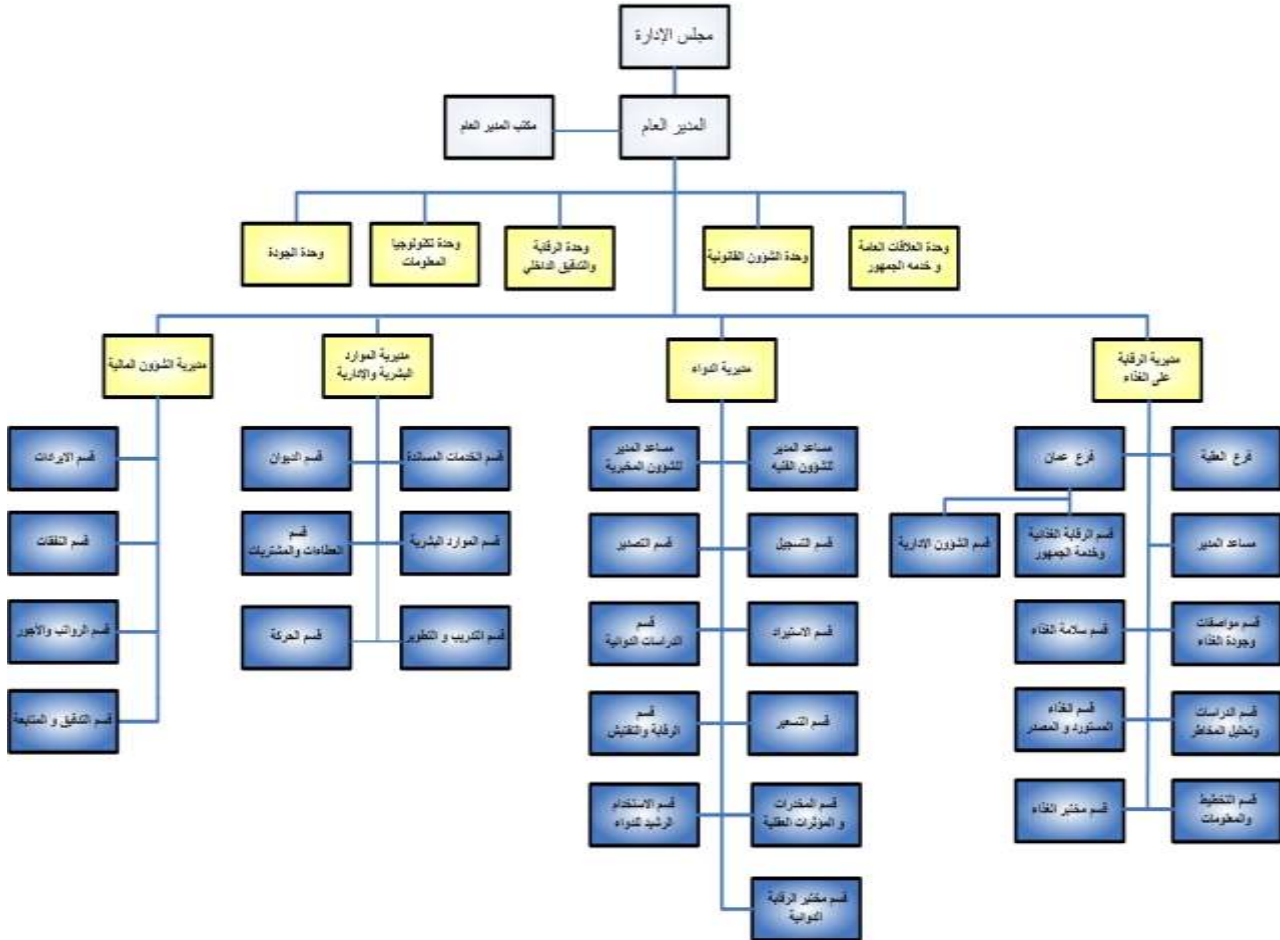 مجلس الإدارة
المدير العام
مكتب المدير العام
وحدة العلاقات العامة
و خدمه الجمهور
وحدة الشؤون القانونية
وحدة الرقابة
والتدقيق الداخلي
وحدة تكنولوجيا
المعلومات
وحدة الجودة
مديرية الرقابة
على الغذاء
مديرية الدواء
مديرية الموارد
البشرية والإدارية
مديرية الشؤون المالية
فرع العقبة
فرع عمان
قسم الرقابة الغذائية
وخدمة الجمهور
قسم الشؤون الإدارية
مساعد المدير
قسم مواصفات
وجودة الغذاء
قسم سلامة الغذاء
قسم الدراسات
وتحليل المخاطر
قسم الغذاء
المستورد و المصدر
قسم التخطيط
والمعلومات
قسم مختبر الغذاء
مساعد المدير
للشؤون الفنيه
مساعد المدير
للشؤون المخبرية
قسم التسجيل
قسم التصدير
قسم الاستيراد
قسم
الدراسات الدوائية
قسم التسعير
قسم
الرقابة والتفتيش
قسم المخدرات
و المؤثرات العقلية
قسم الاستخدام
الرشيد للدواء
قسم مختبر الرقابة
الدوائية
قسم الخدمات المساندة
قسم الديوان
قسم الموارد البشرية
قسم
العطاءات والمشتريات
قسم التدريب و التطوير
قسم الحركة
قسم الايرادات
قسم النفقات
قسم الرواتب والأجور
قسم التدقيق و المتابعة